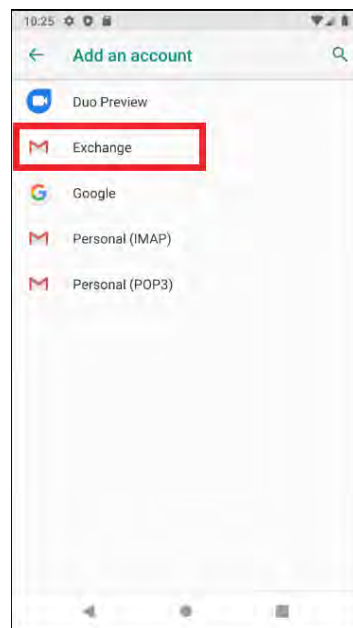 10:25
Add an account
Duo Preview
Exchange
Google
Personal (IMAP)
Personal (POP3)